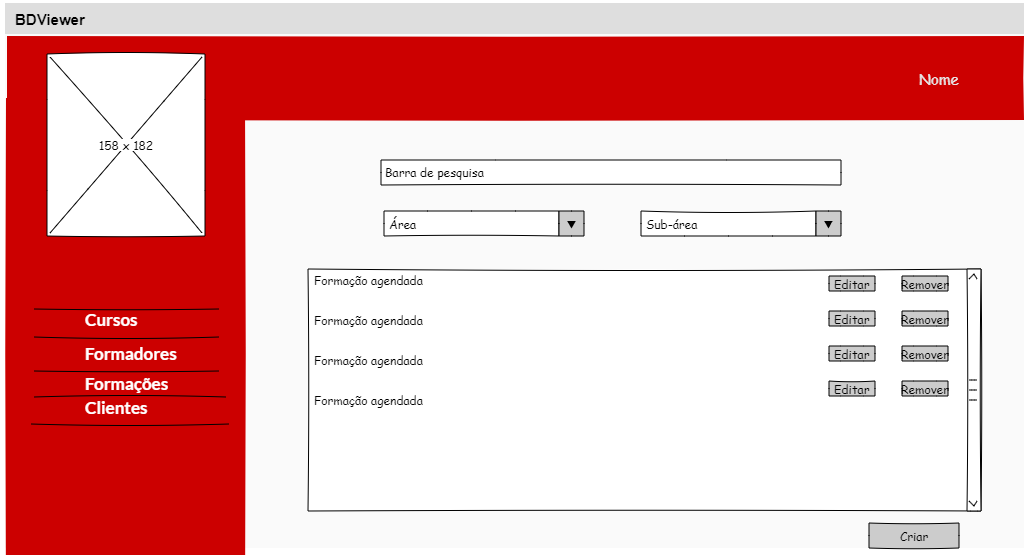 BDViewer
Nome
158 x 182
Cursos
Formadores
Formações
Clientes
Barra de pesquisa
Área
Sub-área
Formação agendada
Editar
Remover
Formação agendada
Editar
Remover
Formação agendada
Editar
Remover
Formação agendada
Editar
Remover
Criar